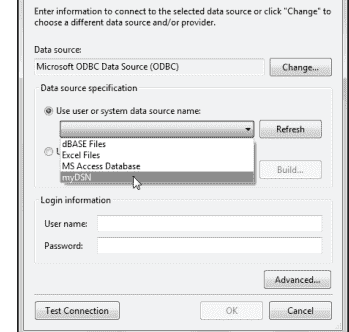 Enter information to connect to the selected data source or click "Change" to
choose a different data source and/or provider.
Data source:
Microsoft ODBC Data Source (ODBC)
Change...
Data source specification
Use user or system data source name:
Refresh
dBASE Files
Excel Files
MS Access Database
myDSN
Build...
Login information
User name:
Password:
Advanced...
Test Connection
OK
Cancel